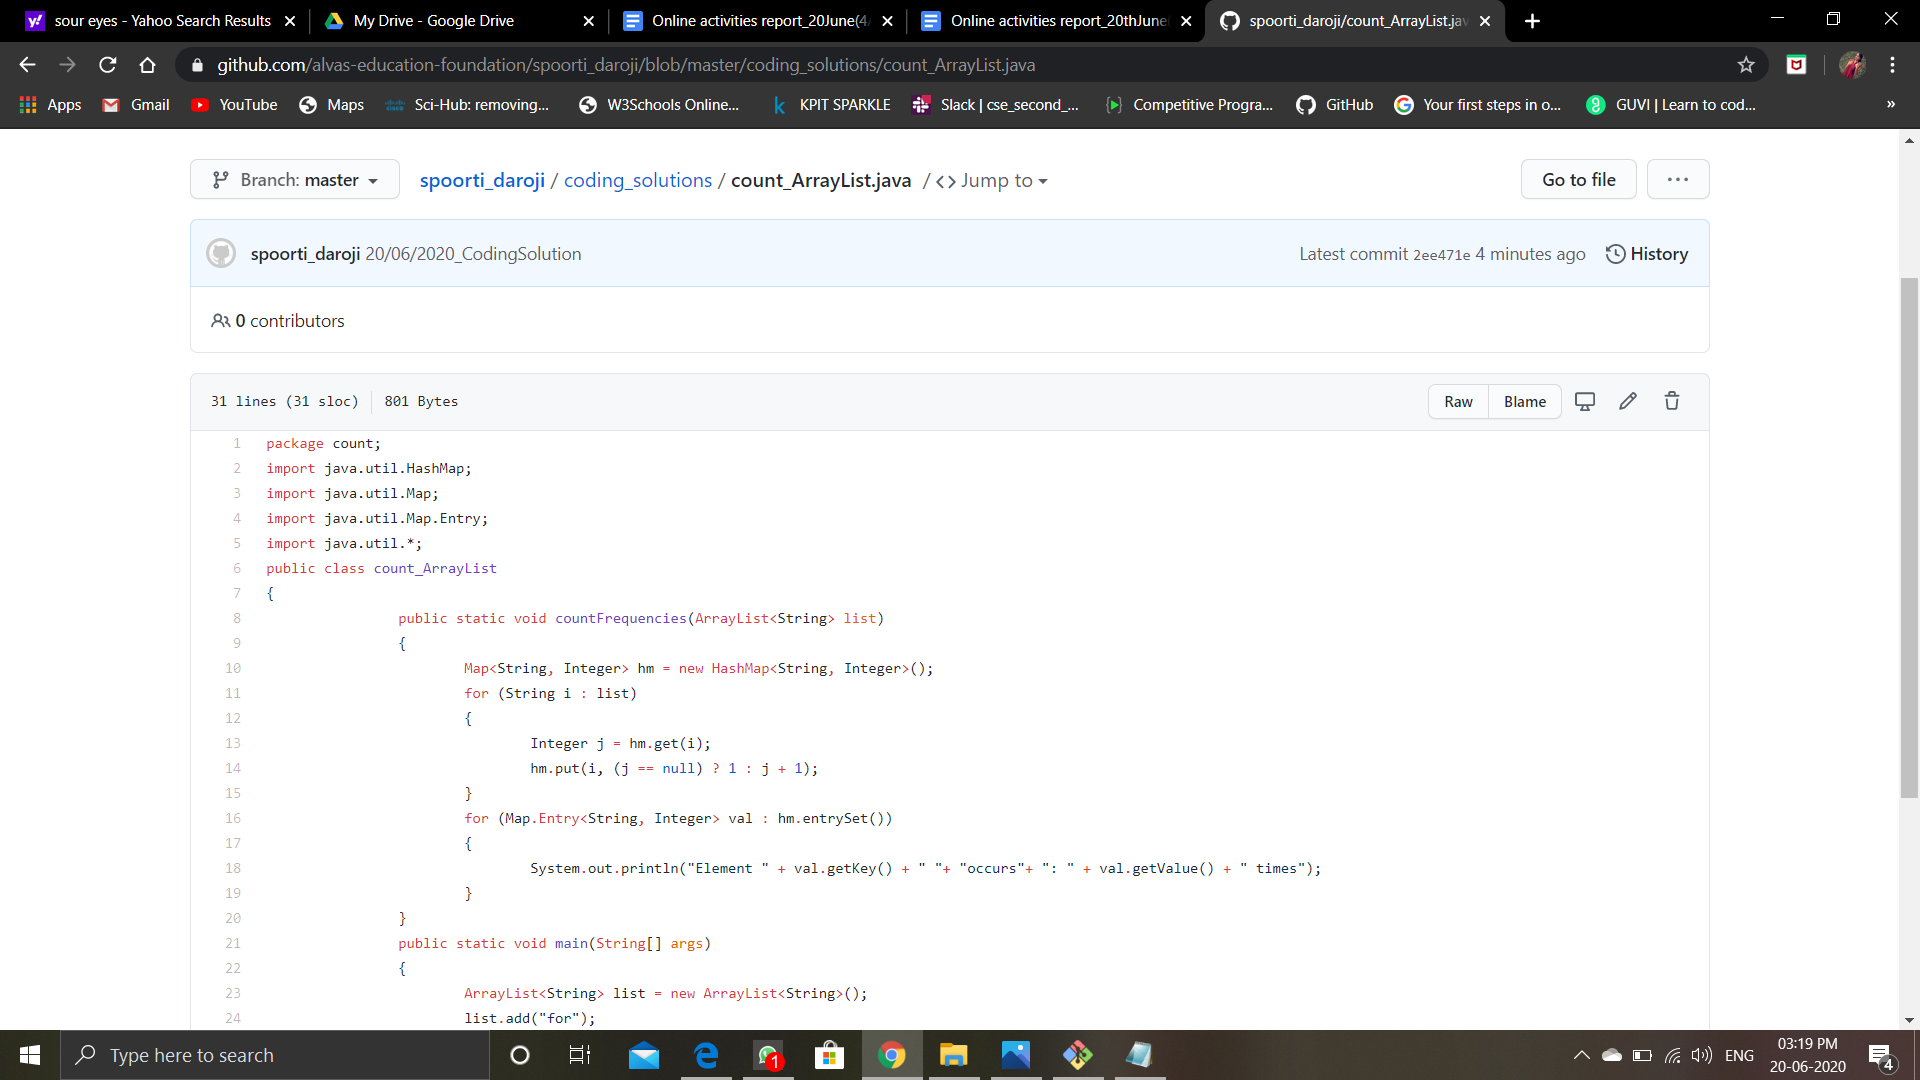 sour eyes - Yahoo Search Results
My Drive - Google Drive
Online activities report_20June(4
Online activities report_20thJune
spoorti_daroji/count_ArrayList.jav
github.com/alvas-education-foundation/spoorti_daroji/blob/master/coding_solutions/count_ArrayList.java
Apps
Gmail
YouTube
Maps
Sci-Hub: removing...
W3Schools Online...
KPIT SPARKLE
Slack | cse_second_...
Competitive Progra...
GitHub
Your first steps in o...
GUVI | Learn to cod...
»
Branch: master
spoorti_daroji / coding_solutions / count_ArrayList.java / <> Jump to
Go to file
...
spoorti_daroji 20/06/2020_CodingSolution
Latest commit 2ee471e 4 minutes ago
History
0 contributors
31 lines (31 sloc)
801 Bytes
Raw
Blame
1 package count;
2 import java.util.HashMap;
3 import java.util.Map;
4 import java.util.Map.Entry;
5 import java.util.*;
6 public class count_ArrayList
7 {
8 public static void countFrequencies(ArrayList<String> list)
9 {
10 Map<String, Integer> hm = new HashMap<String, Integer>();
11 for (String i : list)
12 {
13 Integer j = hm.get(i);
14 hm.put(i, (j == null) ? 1 : j + 1);
15 }
16 for (Map.Entry<String, Integer> val : hm.entrySet())
17 {
18 System.out.println("Element " + val.getKey() + " "+ "occurs"+ ": " + val.getValue() + " times");
19 }
20 }
21 public static void main(String[] args)
22 {
23 ArrayList<String> list = new ArrayList<String>();
24 list.add("for");
Type here to search
1
ENG
03:19 PM
20-06-2020
4